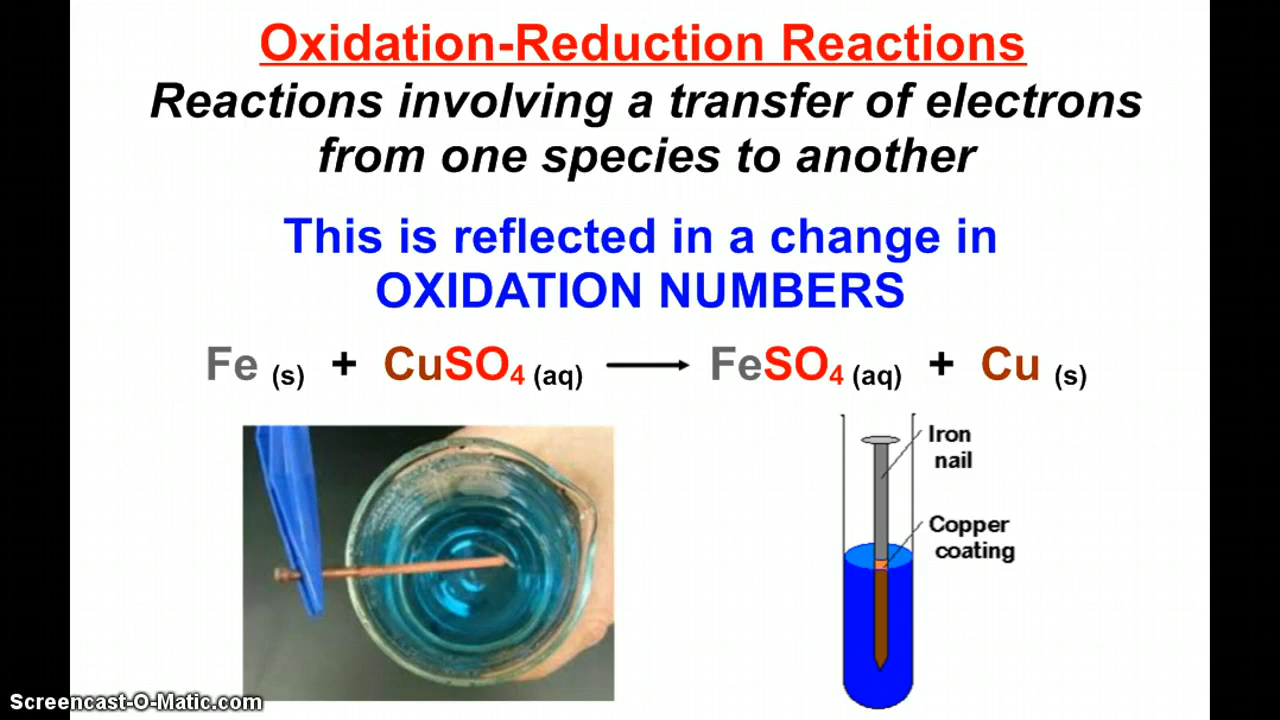 Oxidation-Reduction Reactions
Reactions involving a transfer of electrons
from one species to another
This is reflected in a change in
OXIDATION NUMBERS
Fe (s) + CuSO4 (aq) ⟶ FeSO4 (aq) + Cu (s)
Iron
nail
Copper
coating
Screencast-O-Matic.com